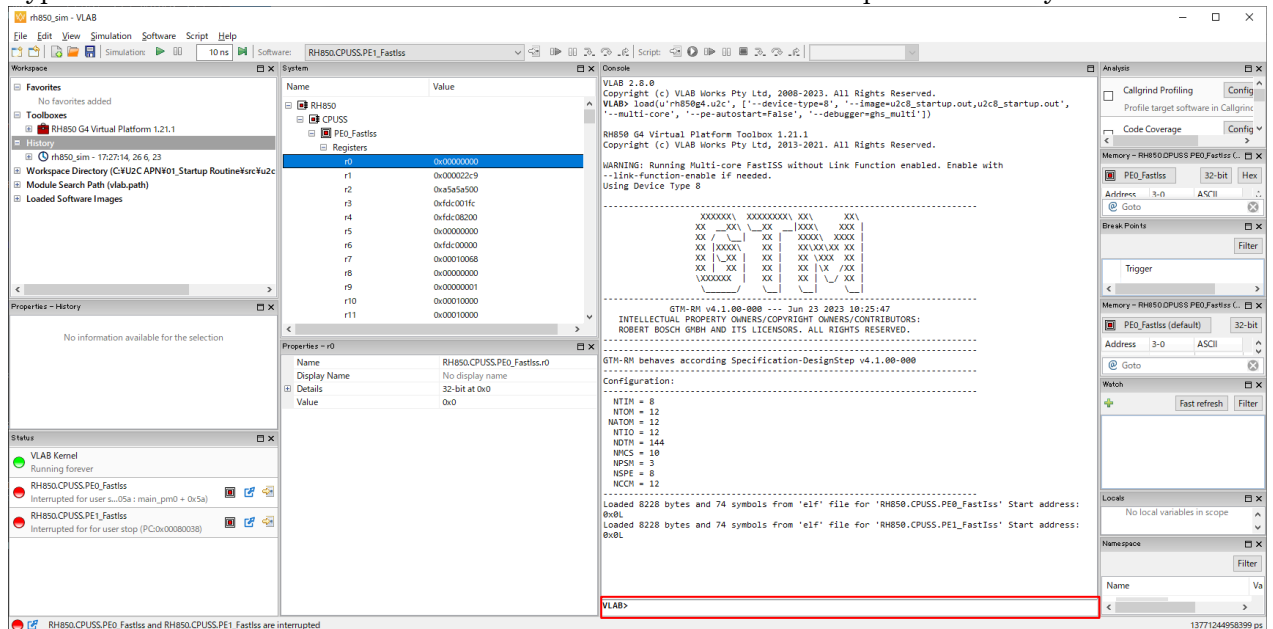 rh850_sim - VLAB
File Edit View Simulation Software Script Help
Simulation: 10 ns Software: RH850.CPUSS.PE1_FastIss Script:
Workspace
Favorites
No favorites added
Toolboxes
RH850 G4 Virtual Platform 1.21.1
History
rh850_sim - 17:27:14, 26 6, 23
Workspace Directory (C:¥U2C APN¥01_Startup Routine¥src¥u2c
Module Search Path (vlab.path)
Loaded Software Images
Properties - History
No information available for the selection
Status
VLAB Kernel
Running forever
RH850.CPUSS.PE0_FastIss
Interrupted for user s...05a : main_pm0 + 0x5a)
RH850.CPUSS.PE1_FastIss
Interrupted for for user stop (PC:0x00080038)
System
Name Value
RH850
CPUSS
PE0_FastIss
Registers
r0 0x00000000
r1 0x000022c9
r2 0xa5a5a500
r3 0xfdc001fc
r4 0xfdc08200
r5 0x00000000
r6 0xfdc00000
r7 0x00010068
r8 0x00000000
r9 0x00000001
r10 0x00010000
r11 0x00010000
Properties - r0
Name RH850.CPUSS.PE0_FastIss.r0
Display Name No display name
Details 32-bit at 0x0
Value 0x0
Console
VLAB 2.8.0
Copyright (c) VLAB Works Pty Ltd, 2008-2023. All Rights Reserved.
VLAB> load(u'rh850g4.u2c', ['--device-type=8', '--image=u2c8_startup.out,u2c8_startup.out',
'--multi-core', '--pe-autostart=False', '--debugger=ghs_multi'])
RH850 G4 Virtual Platform Toolbox 1.21.1
Copyright (c) VLAB Works Pty Ltd, 2013-2021. All Rights Reserved.
WARNING: Running Multi-core FastISS without Link Function enabled. Enable with
--link-function-enable if needed.
Using Device Type 8
GTM
GTM-RM v4.1.00-000 --- Jun 23 2023 10:25:47
INTELLECTUAL PROPERTY OWNERS/COPYRIGHT OWNERS/CONTRIBUTORS:
ROBERT BOSCH GMBH AND ITS LICENSORS. ALL RIGHTS RESERVED.
GTM-RM behaves according Specification-DesignStep v4.1.00-000
Configuration:
NTIM = 8
NTOM = 12
NATOM = 12
NTIO = 12
NDTM = 144
NMCS = 10
NPSM = 3
NSPE = 8
NCCM = 12
Loaded 8228 bytes and 74 symbols from 'elf' file for 'RH850.CPUSS.PE0_FastIss' Start address:
0x0L
Loaded 8228 bytes and 74 symbols from 'elf' file for 'RH850.CPUSS.PE1_FastIss' Start address:
0x0L
VLAB>
Analysis
Callgrind Profiling Config
Profile target software in Callgrinc
Code Coverage Config
Memory - RH850.CPUSS.PE0_FastIss (..
PE0_FastIss 32-bit Hex
Address 3-0 ASCII
@ Goto
Break Points
Filter
Trigger
Memory - RH850.CPUSS.PE0_FastIss (..
PE0_FastIss (default) 32-bit
Address 3-0 ASCII
@ Goto
Watch
Fast refresh Filter
Locals
No local variables in scope
Namespace
Filter
Name Va
RH850.CPUSS.PE0_FastIss and RH850.CPUSS.PE1_FastIss are interrupted
13771244958399 ps